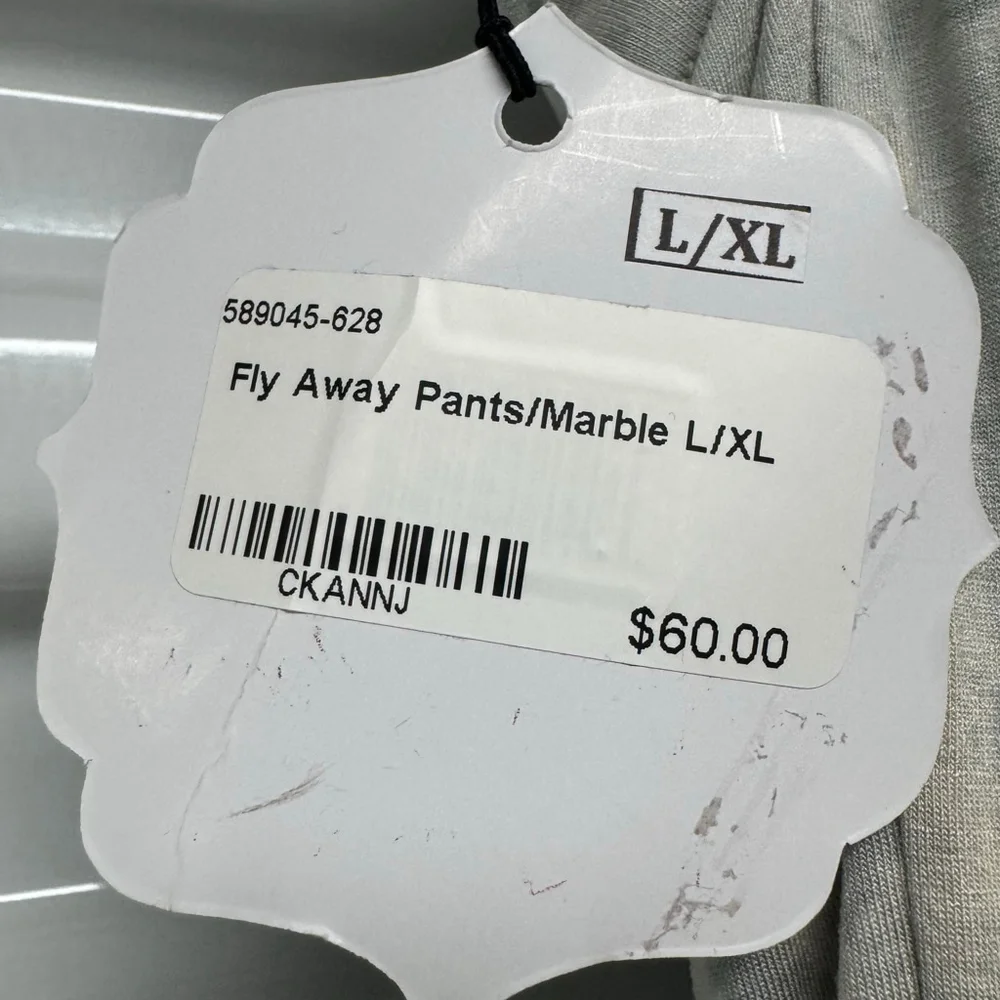 L/XL
589045-628
Fly Away Pants/Marble L/XL
CKANNJ
$60.00